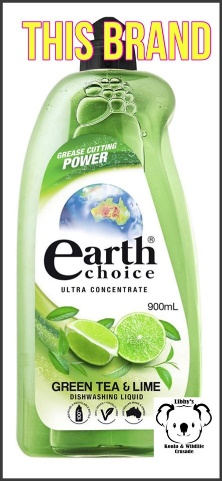 THIS BRAND
GREASE CUTTING
POWER
earth®
choice
ULTRA CONCENTRATE
900mL
GREEN TEA & LIME
DISHWASHING LIQUID
Libby's
Koala & Wildlife
Crusade